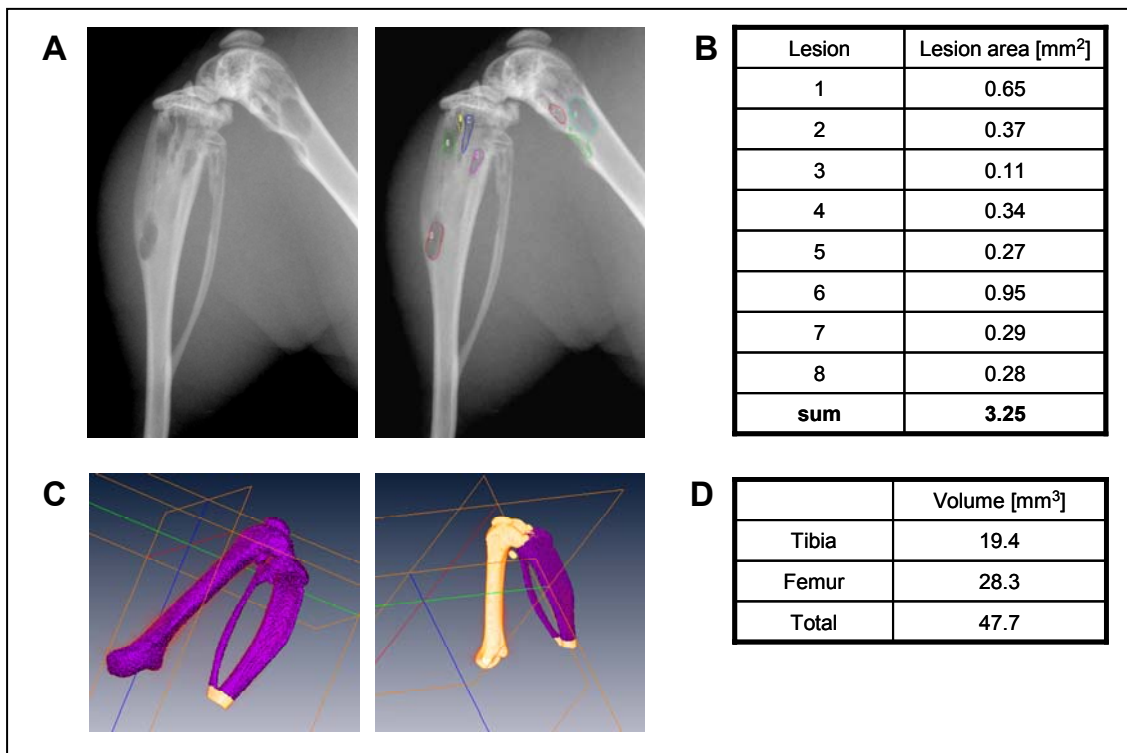 A
B
Lesion Lesion area [mm²]
1 0.65
2 0.37
3 0.11
4 0.34
5 0.27
6 0.95
7 0.29
8 0.28
sum 3.25
C
D
Volume [mm³]
Tibia 19.4
Femur 28.3
Total 47.7